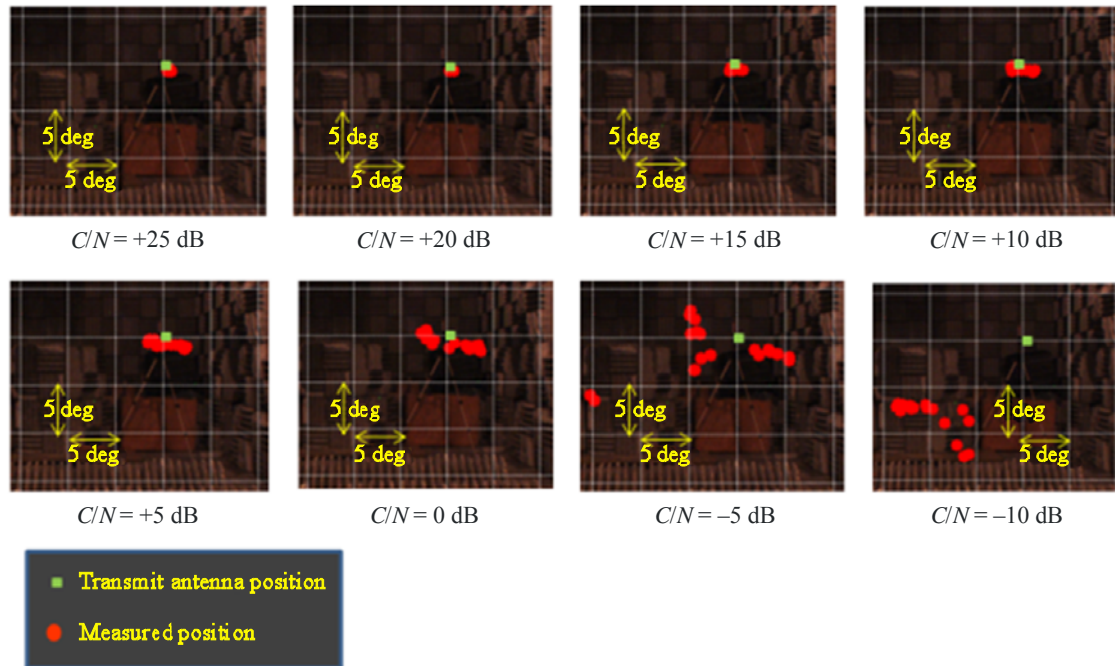 5 deg
5 deg
5 deg
5 deg
5 deg
5 deg
5 deg
5 deg
C/N = +25 dB
C/N = +20 dB
C/N = +15 dB
C/N = +10 dB
5 deg
5 deg
5 deg
5 deg
5 deg
5 deg
5 deg
5 deg
C/N = +5 dB
C/N = 0 dB
C/N = –5 dB
C/N = –10 dB
Transmit antenna position
Measured position